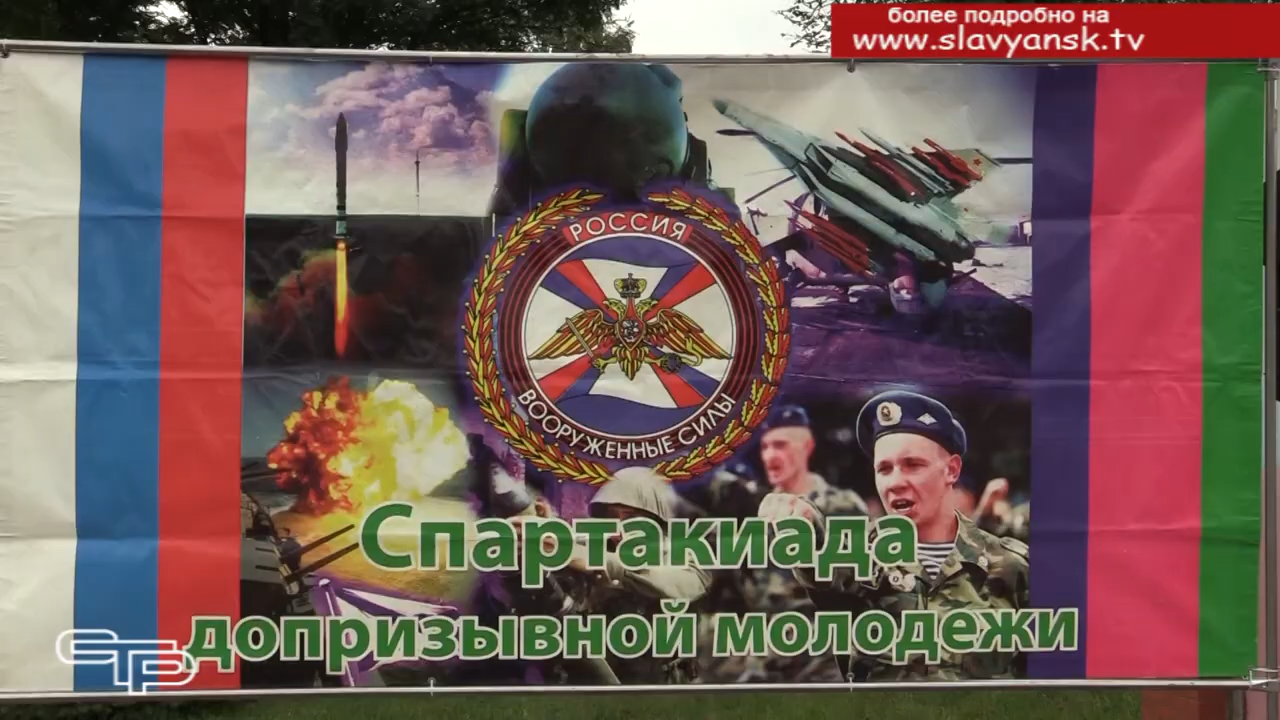 более подробно на
www.slavyansk.tv
РОССИЯ
ВООРУЖЕННЫЕ СИЛЫ
Спартакиада
допризывной молодежи
СТР